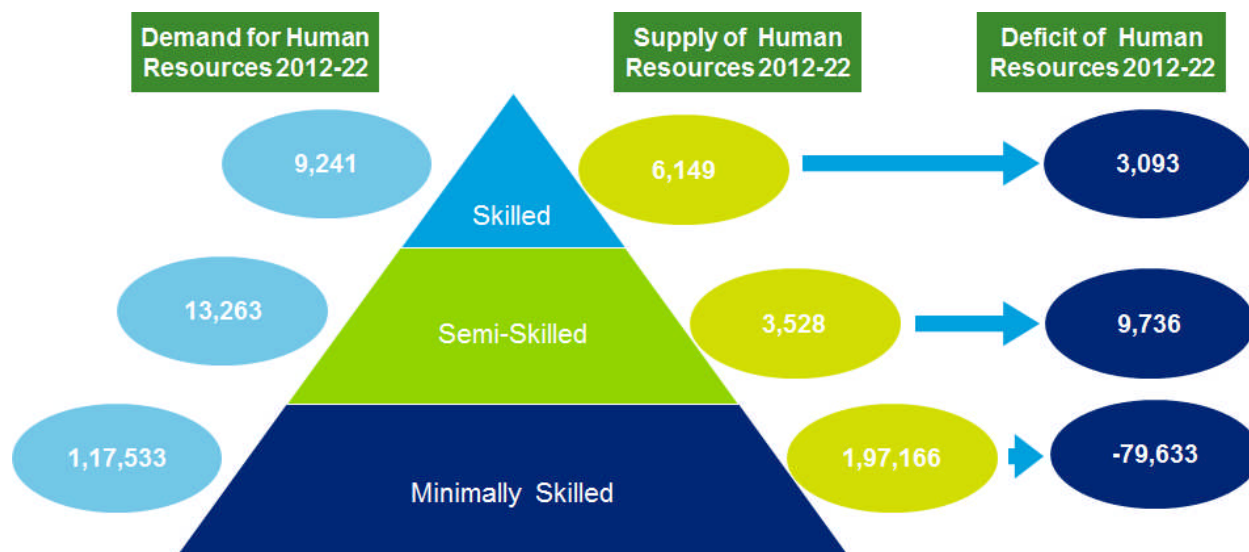 Demand for Human
Resources 2012-22
Supply of Human
Resources 2012-22
Deficit of Human
Resources 2012-22
9,241
Skilled
6,149
3,093
13,263
Semi-Skilled
3,528
9,736
1,17,533
Minimally Skilled
1,97,166
-79,633